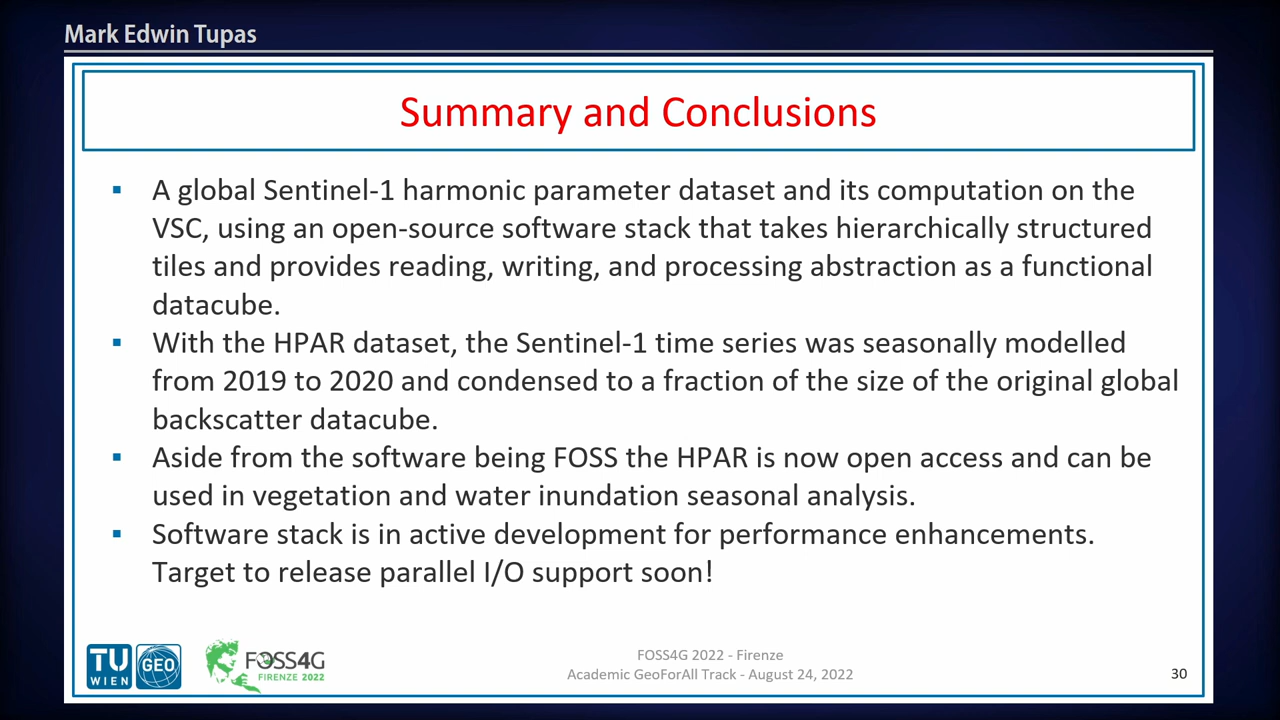 Mark Edwin Tupas
Summary and Conclusions
▪ A global Sentinel-1 harmonic parameter dataset and its computation on the
VSC, using an open-source software stack that takes hierarchically structured
tiles and provides reading, writing, and processing abstraction as a functional
datacube.
▪ With the HPAR dataset, the Sentinel-1 time series was seasonally modelled
from 2019 to 2020 and condensed to a fraction of the size of the original global
backscatter datacube.
▪ Aside from the software being FOSS the HPAR is now open access and can be
used in vegetation and water inundation seasonal analysis.
▪ Software stack is in active development for performance enhancements.
Target to release parallel I/O support soon!
TU
WIEN
GEO
FOSS4G
FIRENZE 2022
FOSS4G 2022 - Firenze
Academic GeoForAll Track - August 24, 2022
30